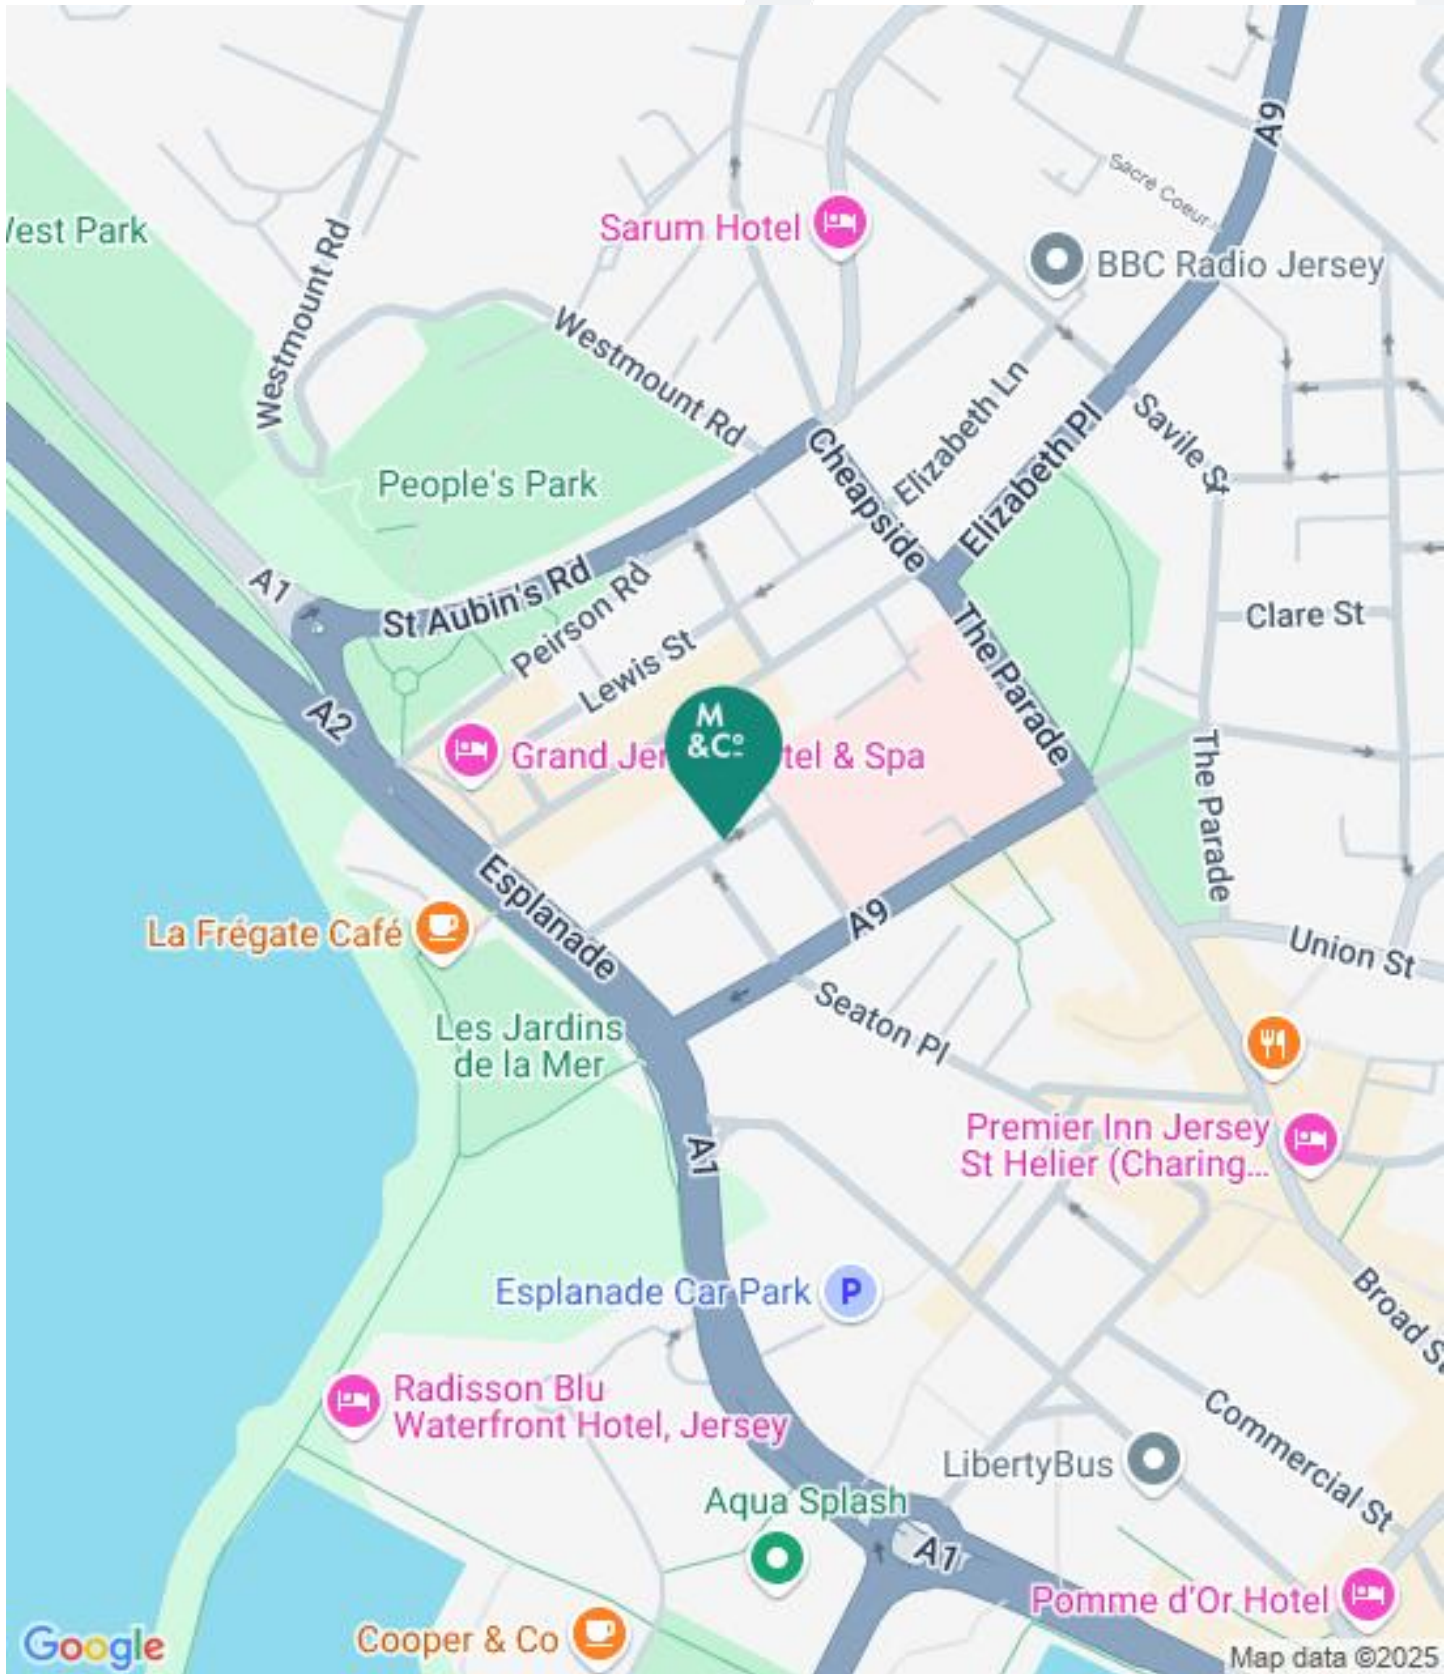 A9
Sacré Coeur
West Park
Sarum Hotel
BBC Radio Jersey
Westmount Rd
Westmount Rd
Elizabeth Ln
Savile St
Cheapside
Elizabeth Pl
People's Park
A1
St Aubin's Rd
Peirson Rd
Clare St
Lewis St
The Parade
A2
M
&Co
Grand Jer tel & Spa
The Parade
Esplanade
A9
La Frégate Café
Union St
Seaton Pl
Les Jardins
de la Mer
A1
Premier Inn Jersey
St Helier (Charing...
Esplanade Car Park
P
Broad St
Radisson Blu
Waterfront Hotel, Jersey
Commercial St
LibertyBus
Aqua Splash
A1
Pomme d'Or Hotel
Google
Cooper & Co
Map data ©2025